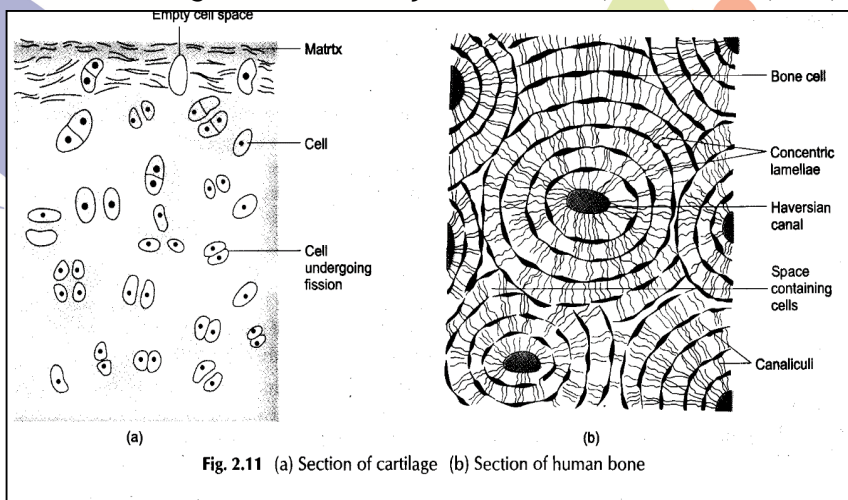 Empty cell space
Matrtx
Cell
Cell
undergoing
fission
(a)
Bone cell
Concentric
lamellae
Haversian
canal
Space
containing
cells
Canaliculi
(b)
Fig. 2.11 (a) Section of cartilage (b) Section of human bone